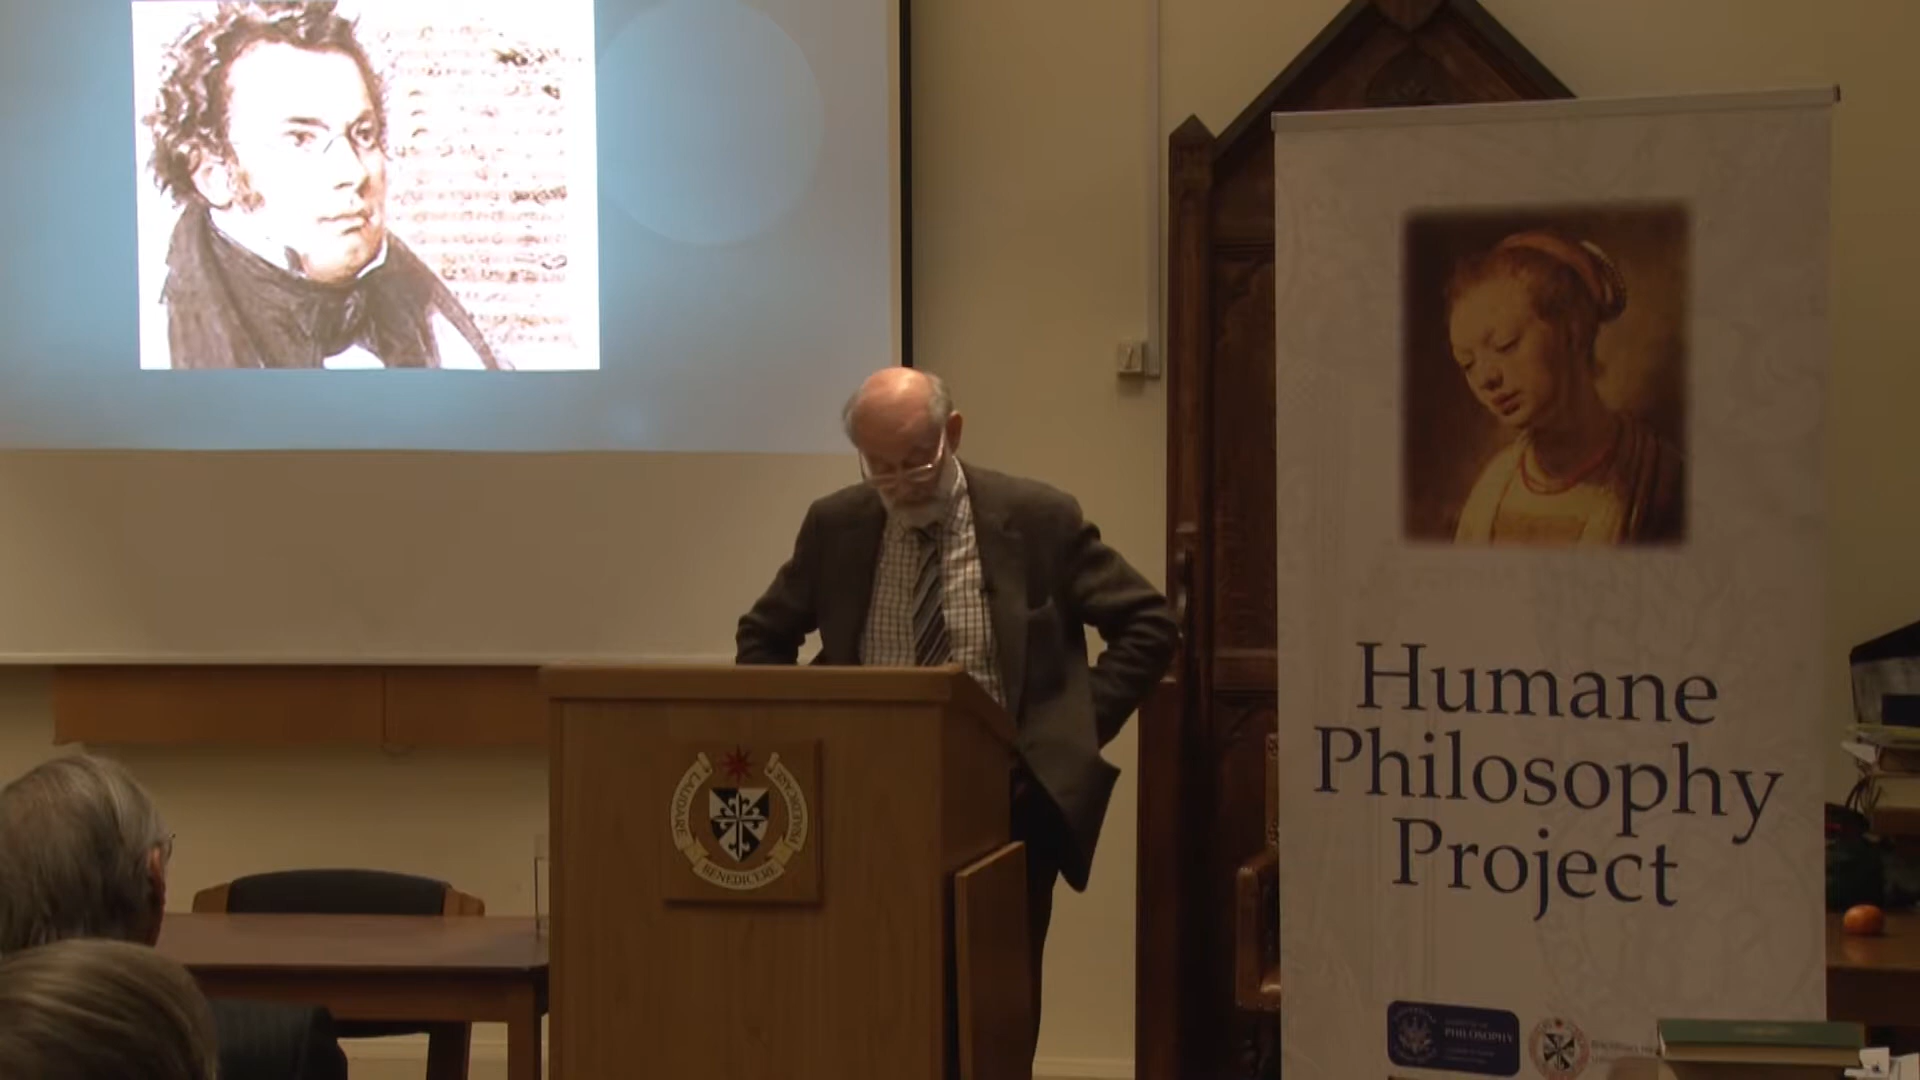 Humane
Philosophy
Project
LAUDARE
BENEDICERE
PRAEDICARE
PHILOSOPHY